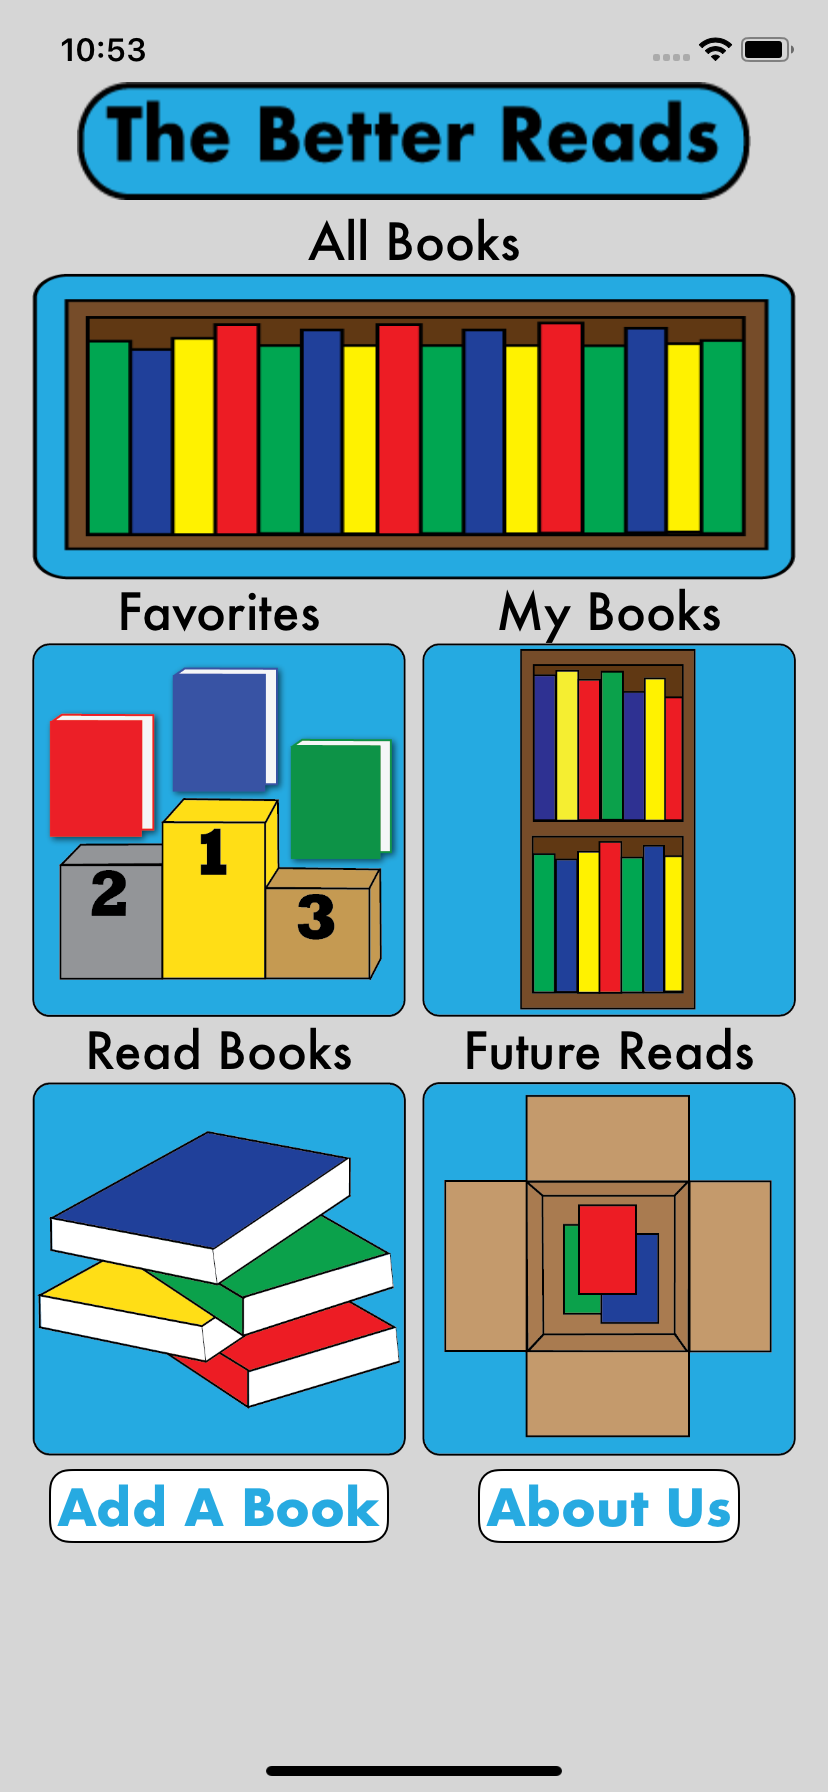 10:53
The Better Reads
All Books
Favorites
My Books
1
2
3
Read Books
Future Reads
Add A Book
About Us